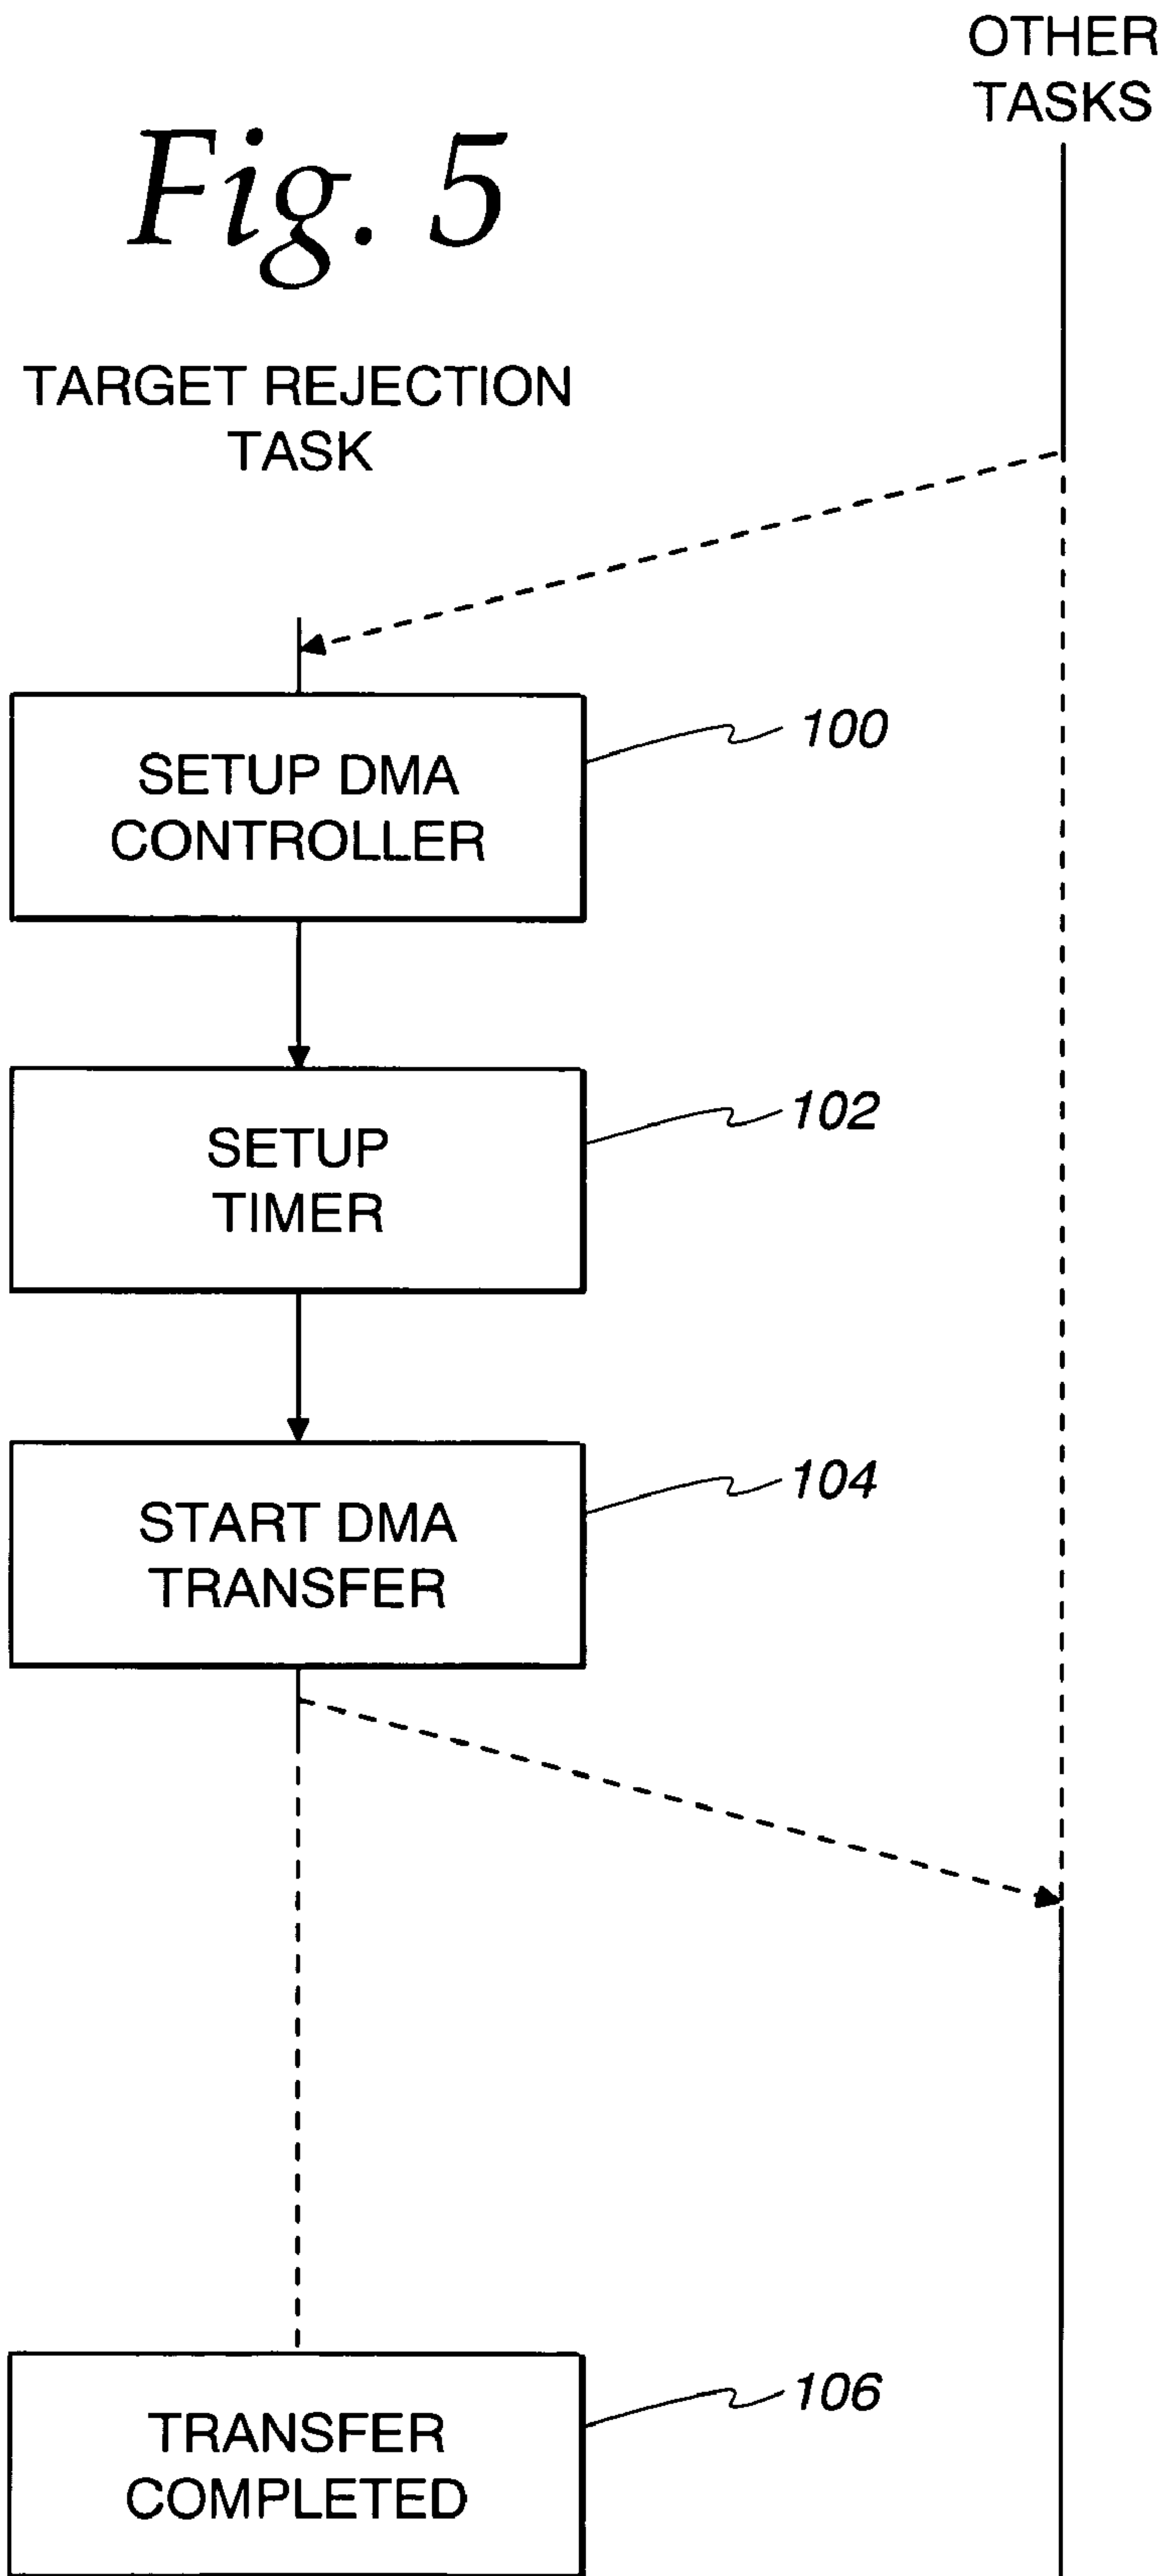 OTHER
TASKS
Fig. 5
TARGET REJECTION
TASK
SETUP DMA
CONTROLLER
100
SETUP
TIMER
102
START DMA
TRANSFER
104
TRANSFER
COMPLETED
106